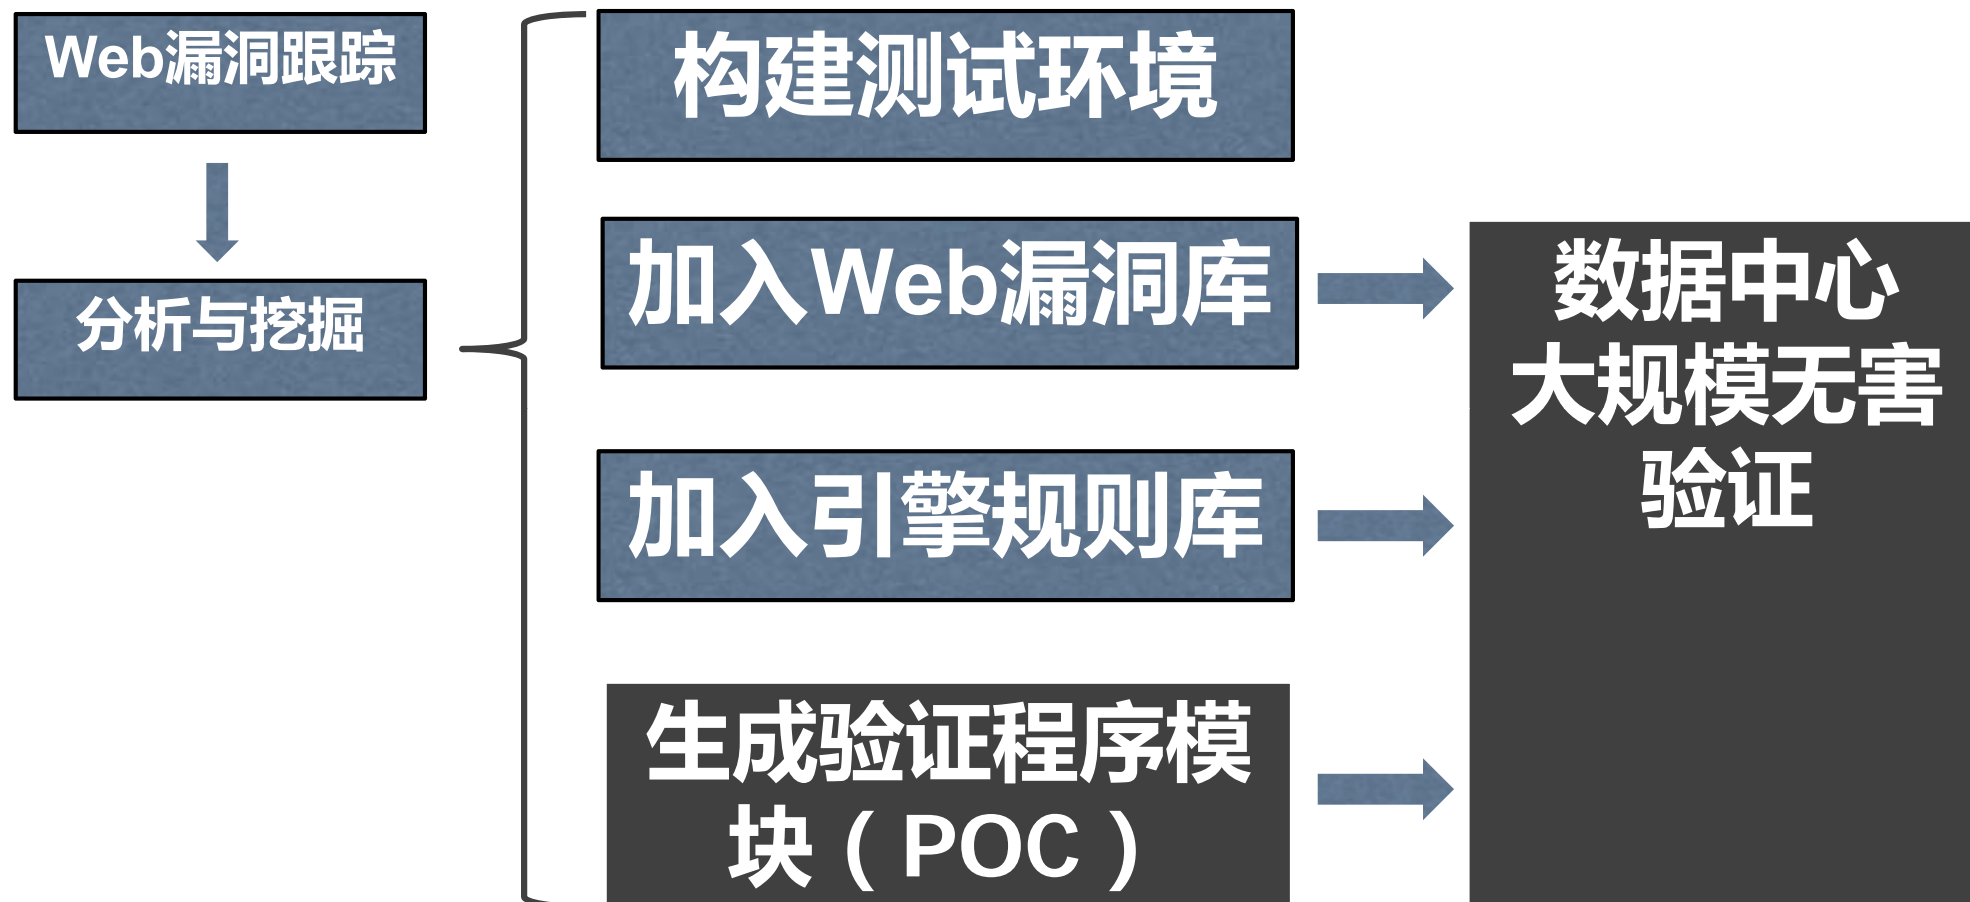 Web漏洞跟踪
分析与挖掘
构建测试环境
加入Web漏洞库
加入引擎规则库
生成验证程序模
块（POC）
数据中心
大规模无害
验证